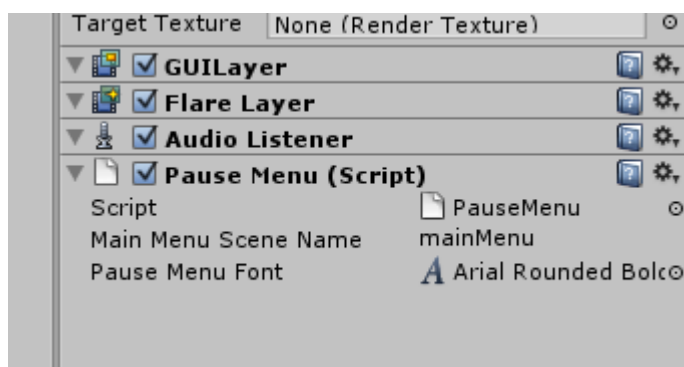 Target Texture None (Render Texture)
GUILayer
Flare Layer
Audio Listener
Pause Menu (Script)
Script PauseMenu
Main Menu Scene Name mainMenu
Pause Menu Font Arial Rounded